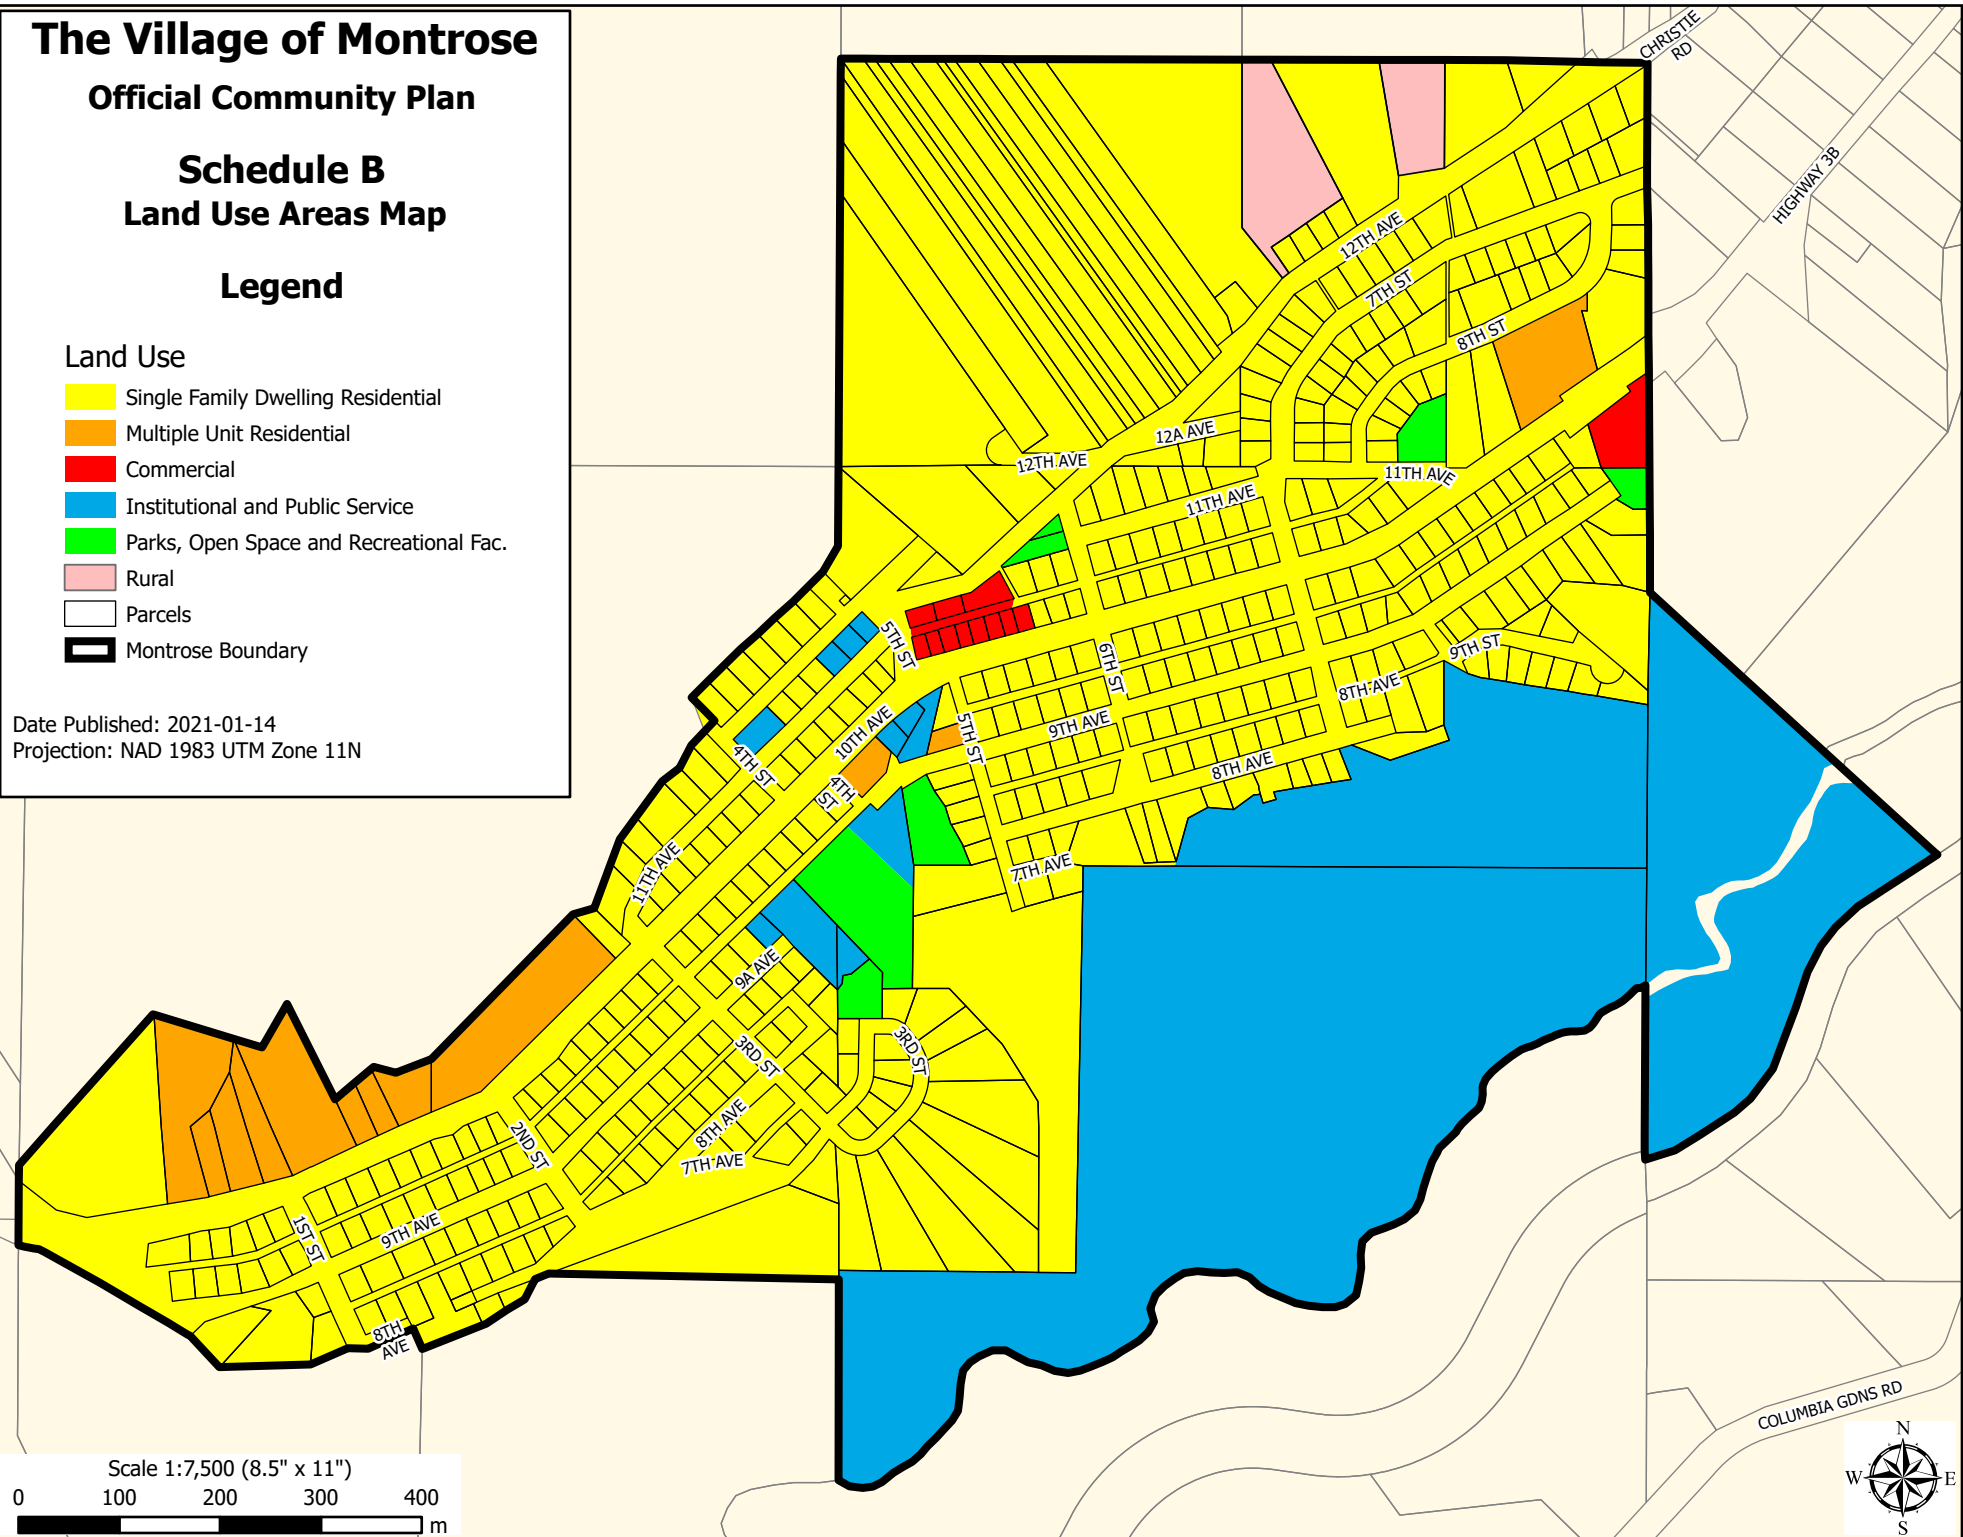 The Village of Montrose
Official Community Plan
Schedule B
Land Use Areas Map
Legend
Land Use
Single Family Dwelling Residential
Multiple Unit Residential
Commercial
Institutional and Public Service
Parks, Open Space and Recreational Fac.
Rural
Parcels
Montrose Boundary
Date Published: 2021-01-14
Projection: NAD 1983 UTM Zone 11N
CHRISTIE
RD
HIGHWAY 3B
12TH AVE
7TH ST
8TH ST
12A AVE
12TH AVE
11TH AVE
11TH AVE
5TH ST
6TH ST
9TH ST
8TH AVE
10TH AVE
5TH ST
9TH AVE
4TH ST
8TH AVE
4TH
ST
11TH AVE
7TH AVE
9A AVE
3RD ST
3RD ST
8TH AVE
2ND ST
7TH AVE
1ST ST
9TH AVE
8TH
AVE
COLUMBIA GDNS RD
Scale 1:7,500 (8.5" x 11")
0 100 200 300 400
m
N
W E
S